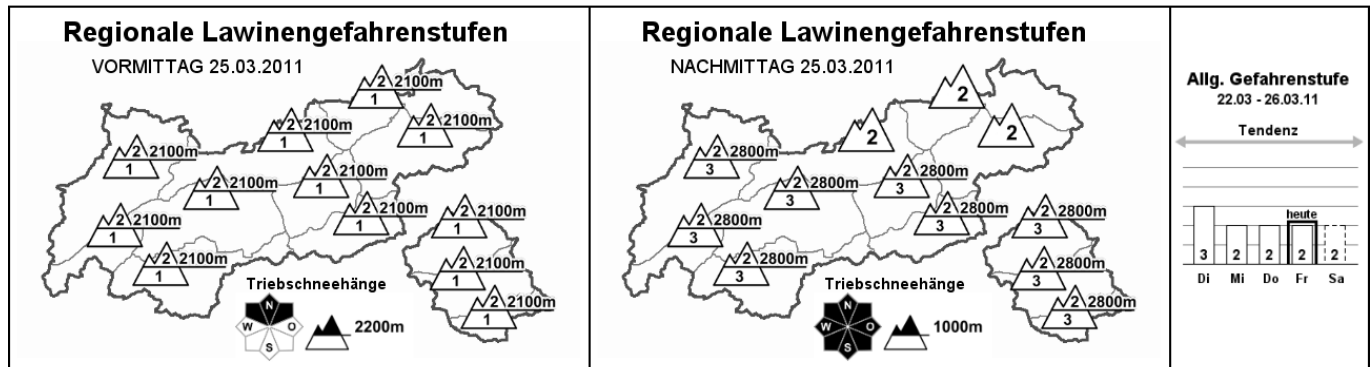 Regionale Lawinengefahrenstufen
VORMITTAG 25.03.2011
2 2100m
1
2 2100m
1
2 2100m
1
2 2100m
1
2 2100m
1
2 2100m
1
2 2100m
1
2 2100m
1
2 2100m
1
2 2100m
1
2 2100m
1
2 2100m
1
Triebschneehänge
N
W O
S
2200m
Regionale Lawinengefahrenstufen
NACHMITTAG 25.03.2011
2
2
2
2 2800m
3
2 2800m
3
2 2800m
3
2 2800m
3
2 2800m
3
2 2800m
3
2 2800m
3
2 2800m
3
2 2800m
3
Triebschneehänge
N
W O
S
1000m
Allg. Gefahrenstufe
22.03 - 26.03.11
Tendenz
heute
3 2 2 2 2
Di Mi Do Fr Sa